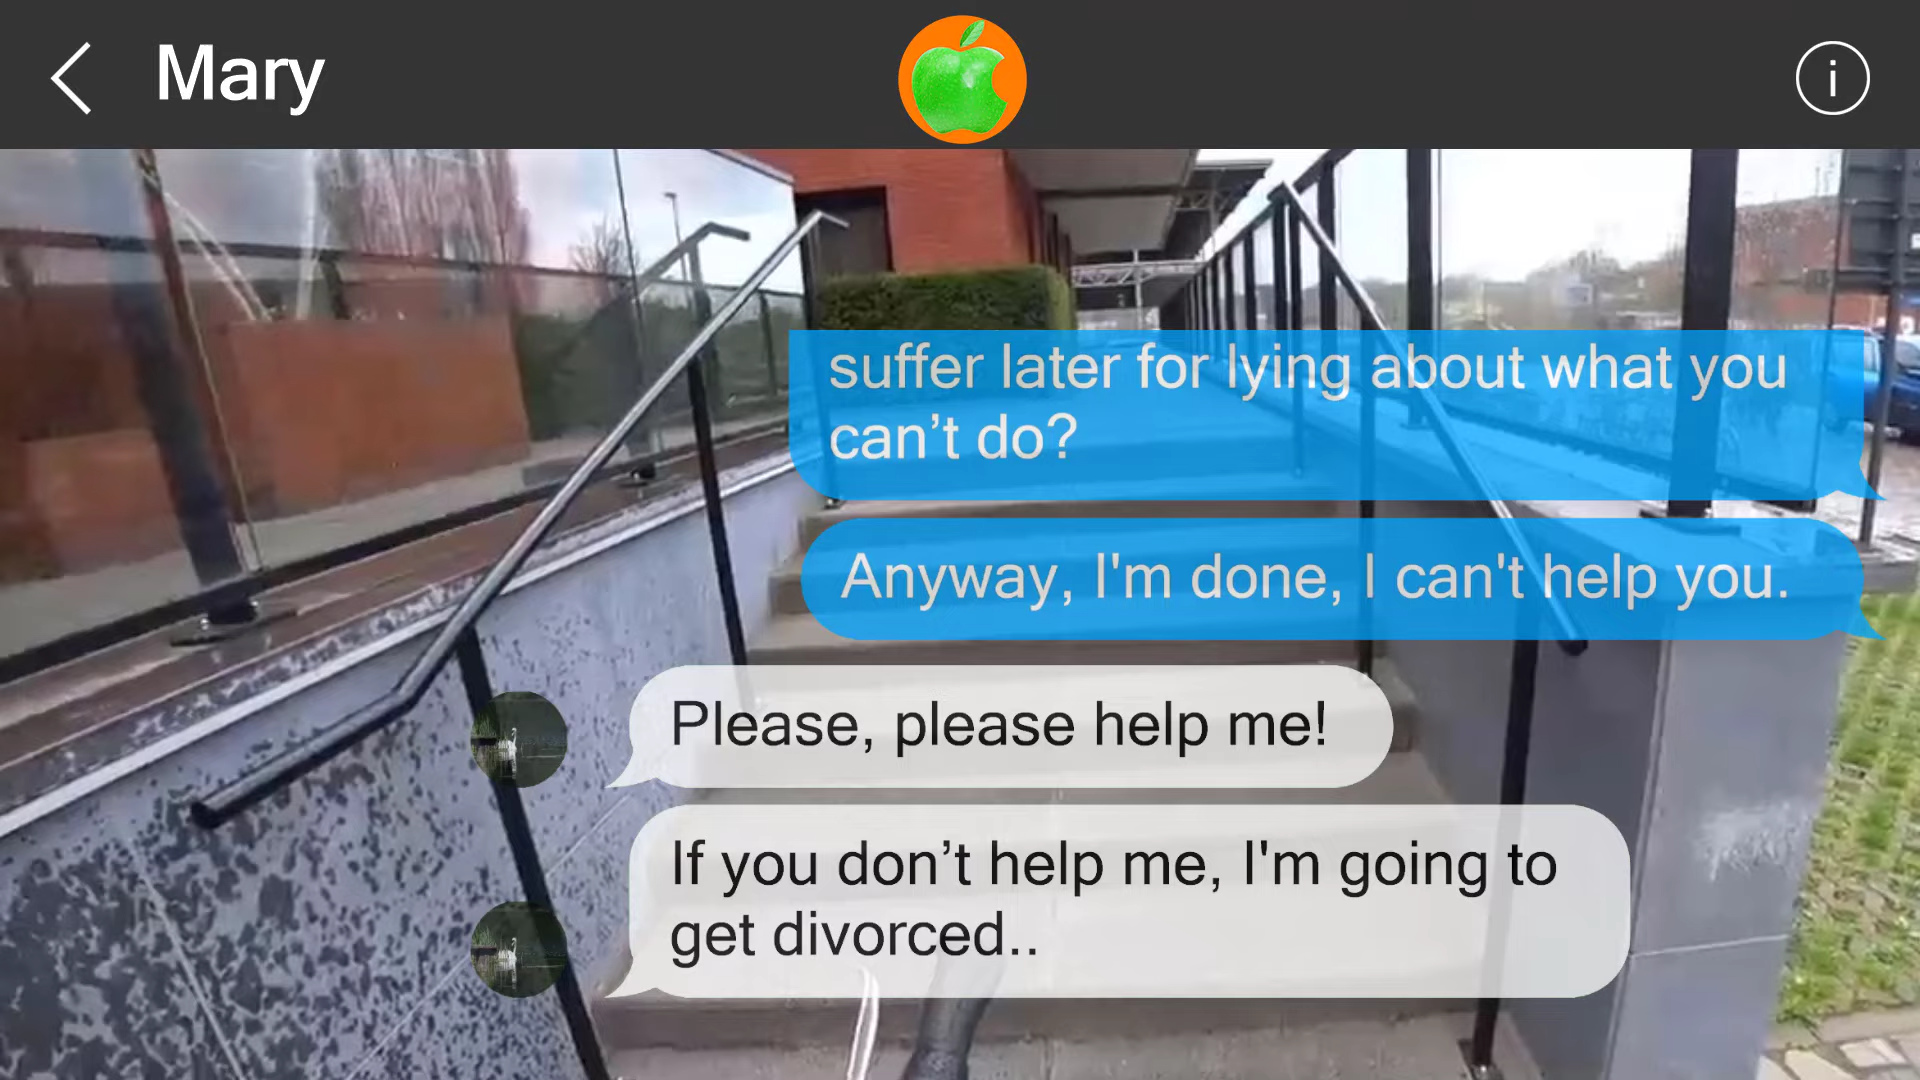 Mary
suffer later for lying about what you
can’t do?
Anyway, I'm done, I can't help you.
Please, please help me!
If you don’t help me, I'm going to
get divorced..